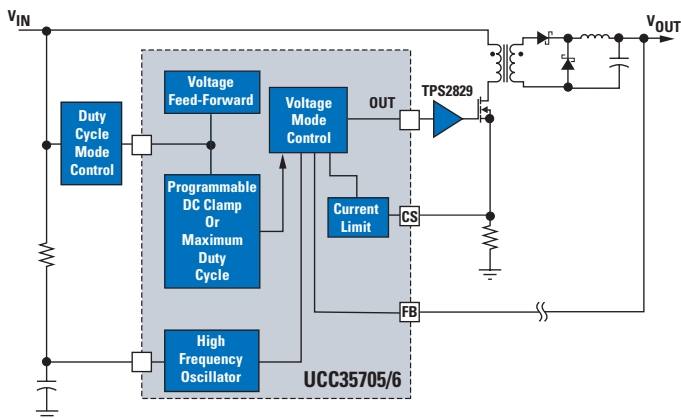 VIN
VOUT
Voltage
Feed-Forward
Voltage
Mode
Control
OUT
TPS2829
Duty
Cycle
Mode
Control
Programmable
DC Clamp
Or
Maximum
Duty
Cycle
Current
Limit
CS
FB
High
Frequency
Oscillator
UCC35705/6